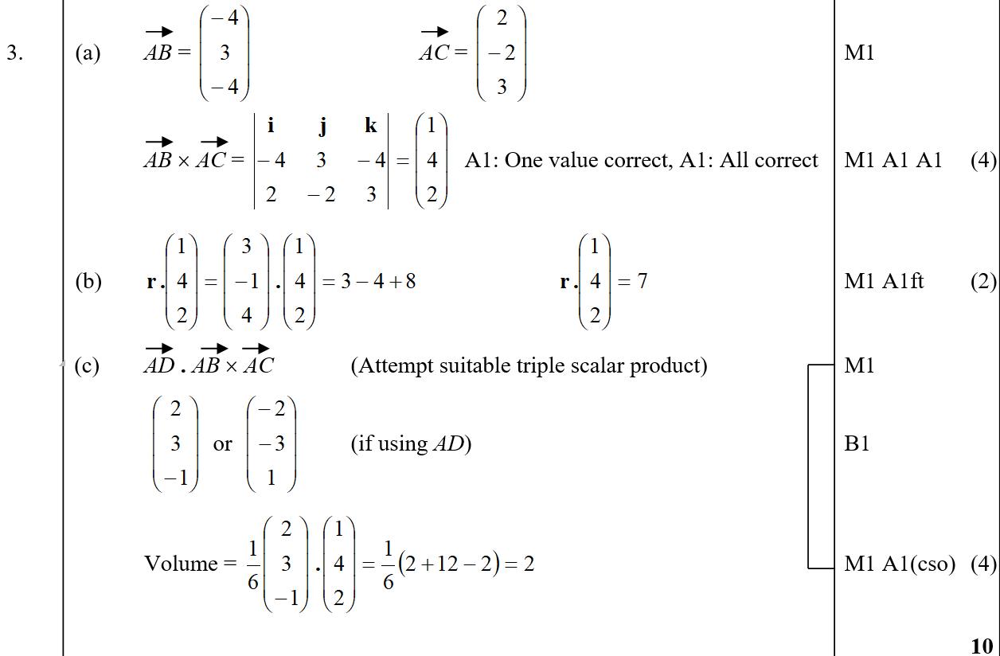 3. (a) $\overrightarrow{AB} = \begin{pmatrix} -4 \\ 3 \\ -4 \end{pmatrix}$ $\overrightarrow{AC} = \begin{pmatrix} 2 \\ -2 \\ 3 \end{pmatrix}$ M1
$\overrightarrow{AB} \times \overrightarrow{AC} = \begin{vmatrix} \mathbf{i} & \mathbf{j} & \mathbf{k} \\ -4 & 3 & -4 \\ 2 & -2 & 3 \end{vmatrix} = \begin{pmatrix} 1 \\ 4 \\ 2 \end{pmatrix}$ A1: One value correct, A1: All correct M1 A1 A1 (4)
(b) $\mathbf{r} . \begin{pmatrix} 1 \\ 4 \\ 2 \end{pmatrix} = \begin{pmatrix} 3 \\ -1 \\ 4 \end{pmatrix} . \begin{pmatrix} 1 \\ 4 \\ 2 \end{pmatrix} = 3 - 4 + 8$ $\mathbf{r} . \begin{pmatrix} 1 \\ 4 \\ 2 \end{pmatrix} = 7$ M1 A1ft (2)
(c) $\overrightarrow{AD} . \overrightarrow{AB} \times \overrightarrow{AC}$ (Attempt suitable triple scalar product) M1
$\begin{pmatrix} 2 \\ 3 \\ -1 \end{pmatrix}$ or $\begin{pmatrix} -2 \\ -3 \\ 1 \end{pmatrix}$ (if using $AD$) B1
Volume = $\frac{1}{6} \begin{pmatrix} 2 \\ 3 \\ -1 \end{pmatrix} . \begin{pmatrix} 1 \\ 4 \\ 2 \end{pmatrix} = \frac{1}{6}(2 + 12 - 2) = 2$ M1 A1(cso) (4)
10